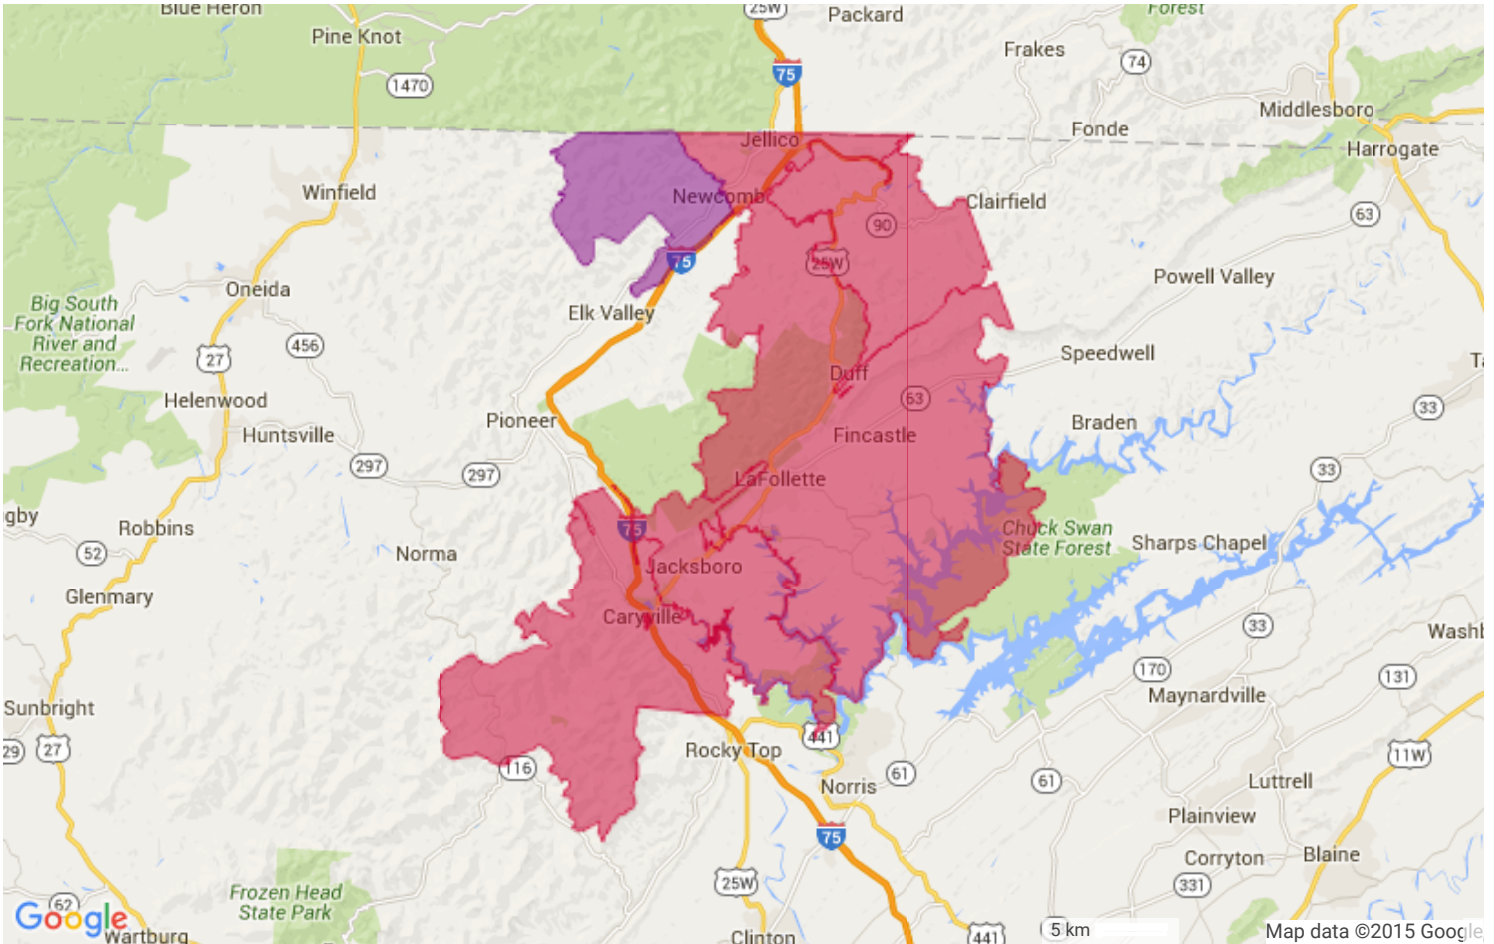 Blue Heron
25W
Packard
Forest
Pine Knot
Frakes
74
75
1470
Middlesboro
Fonde
Jellico
Harrogate
Winfield
Newcomb
Clairfield
63
90
75
25W
Powell Valley
Oneida
Big South
Fork National
River and
Recreation...
Elk Valley
456
27
Speedwell
Duff
Helenwood
63
33
Pioneer
Braden
Huntsville
Fincastle
297
297
LaFollette
33
gby
Robbins
75
Chuck Swan
State Forest
Sharps Chapel
52
Norma
Jacksboro
Glenmary
Caryville
33
Washb
170
131
Maynardville
Sunbright
29
27
441
Rocky Top
11W
116
61
61
Luttrell
Norris
Plainview
75
Corryton
Blaine
25W
331
Frozen Head
State Park
62
Google
Wartburg
Clinton
441
5 km
Map data ©2015 Google